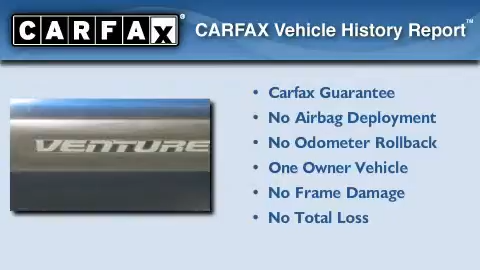 CARFAX® CARFAX Vehicle History Report™
VENTURE
• Carfax Guarantee
• No Airbag Deployment
• No Odometer Rollback
• One Owner Vehicle
• No Frame Damage
• No Total Loss